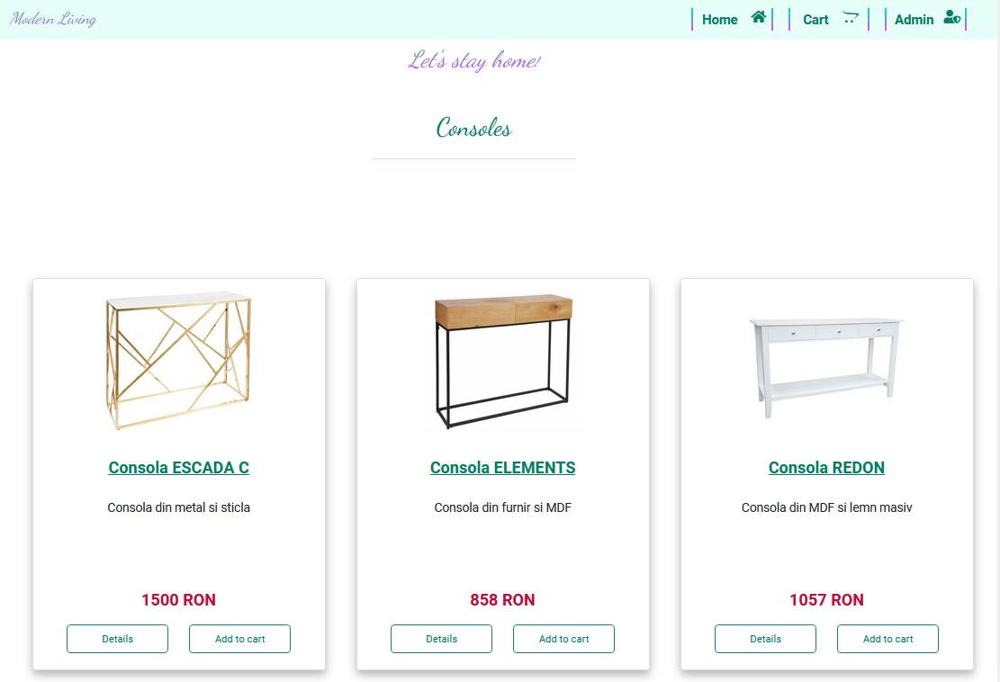 Modern Living
Home
Cart
Admin
Let's stay home!
Consoles
Consola ESCADA C
Consola din metal si sticla
1500 RON
Details
Add to cart
Consola ELEMENTS
Consola din furnir si MDF
858 RON
Details
Add to cart
Consola REDON
Consola din MDF si lemn masiv
1057 RON
Details
Add to cart